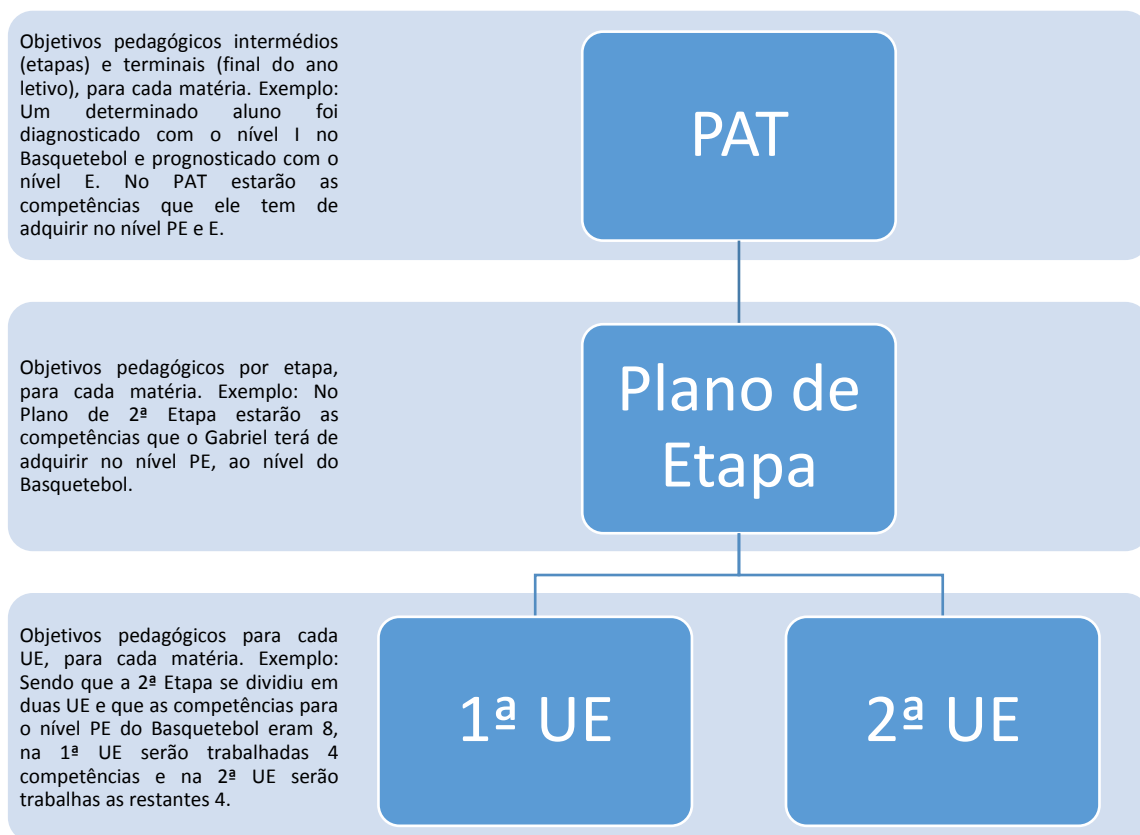 Objetivos pedagógicos intermédios
(etapas) e terminais (final do ano
letivo), para cada matéria. Exemplo:
Um determinado aluno foi
diagnosticado com o nível I no
Basquetebol e prognosticado com o
nível E. No PAT estarão as
competências que ele tem de
adquirir no nível PE e E.
PAT
Objetivos pedagógicos por etapa,
para cada matéria. Exemplo: No
Plano de 2ª Etapa estarão as
competências que o Gabriel terá de
adquirir no nível PE, ao nível do
Basquetebol.
Plano de
Etapa
Objetivos pedagógicos para cada
UE, para cada matéria. Exemplo:
Sendo que a 2ª Etapa se dividiu em
duas UE e que as competências para
o nível PE do Basquetebol eram 8,
na 1ª UE serão trabalhadas 4
competências e na 2ª UE serão
trabalhas as restantes 4.
1ª UE
2ª UE